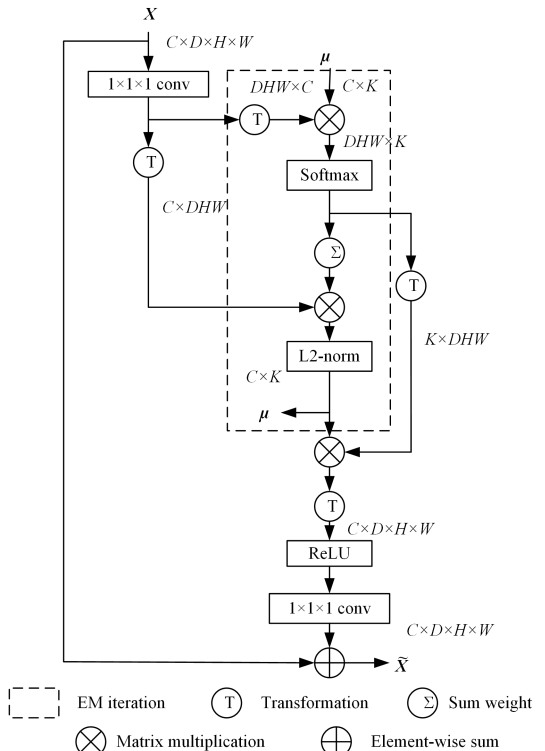 X
C×D×H×W
μ
1×1×1 conv
DHW×C
C×K
T
DHW×K
T
Softmax
C×DHW
Σ
T
K×DHW
L2-norm
C×K
μ
T
C×D×H×W
ReLU
1×1×1 conv
C×D×H×W
X̃
EM iteration
T Transformation
Σ Sum weight
Matrix multiplication
Element-wise sum